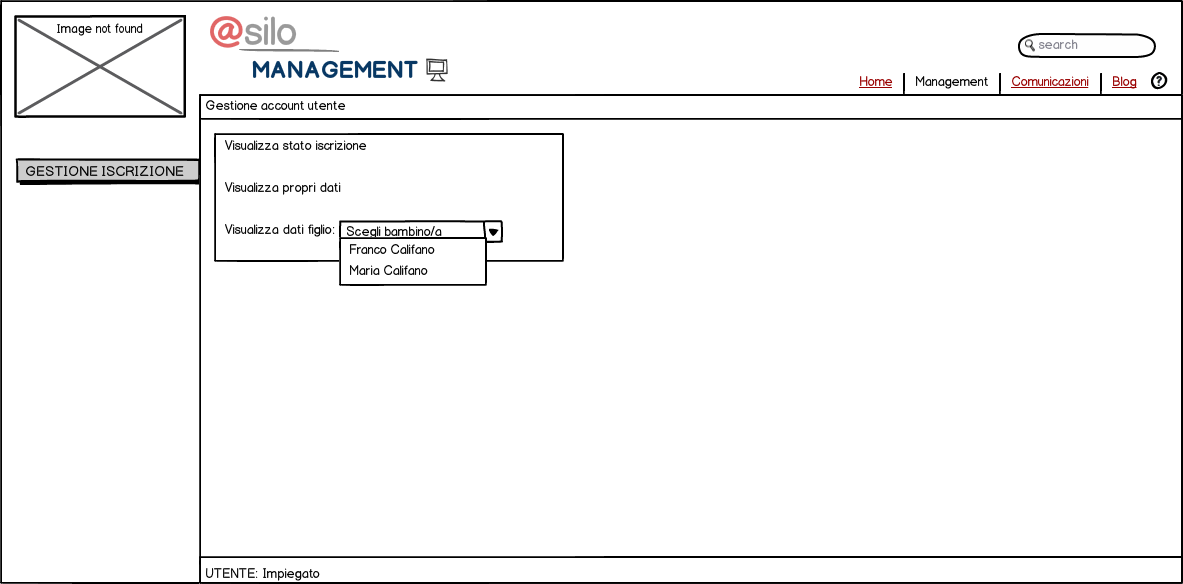 Image not found
@silo
MANAGEMENT
search
Home
Management
Comunicazioni
Blog
?
Gestione account utente
GESTIONE ISCRIZIONE
Visualizza stato iscrizione
Visualizza propri dati
Visualizza dati figlio: Scegli bambino/a
Franco Califano
Maria Califano
UTENTE: Impiegato